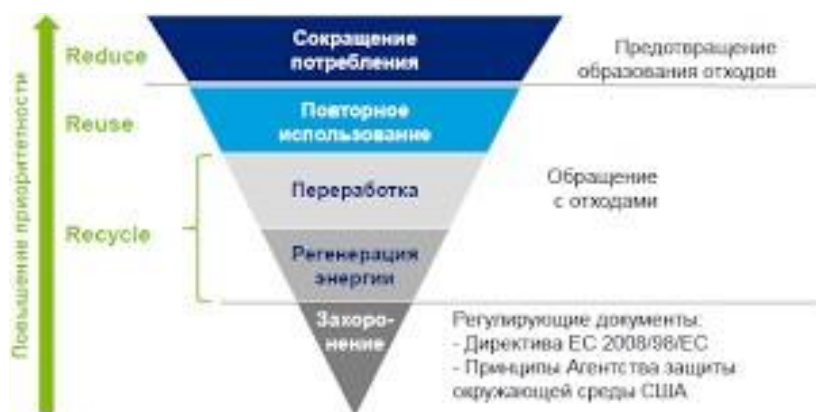 Повышение приоритетности
Reduce
Сокращение
потребления
Предотвращение
образования отходов
Reuse
Повторное
использование
Recycle
Переработка
Обращение
с отходами
Регенерация
энергии
Захоро-
нение
Регулирующие документы:
- Директива ЕС 2008/98/ЕС
- Принципы Агентства защиты
окружающей среды США